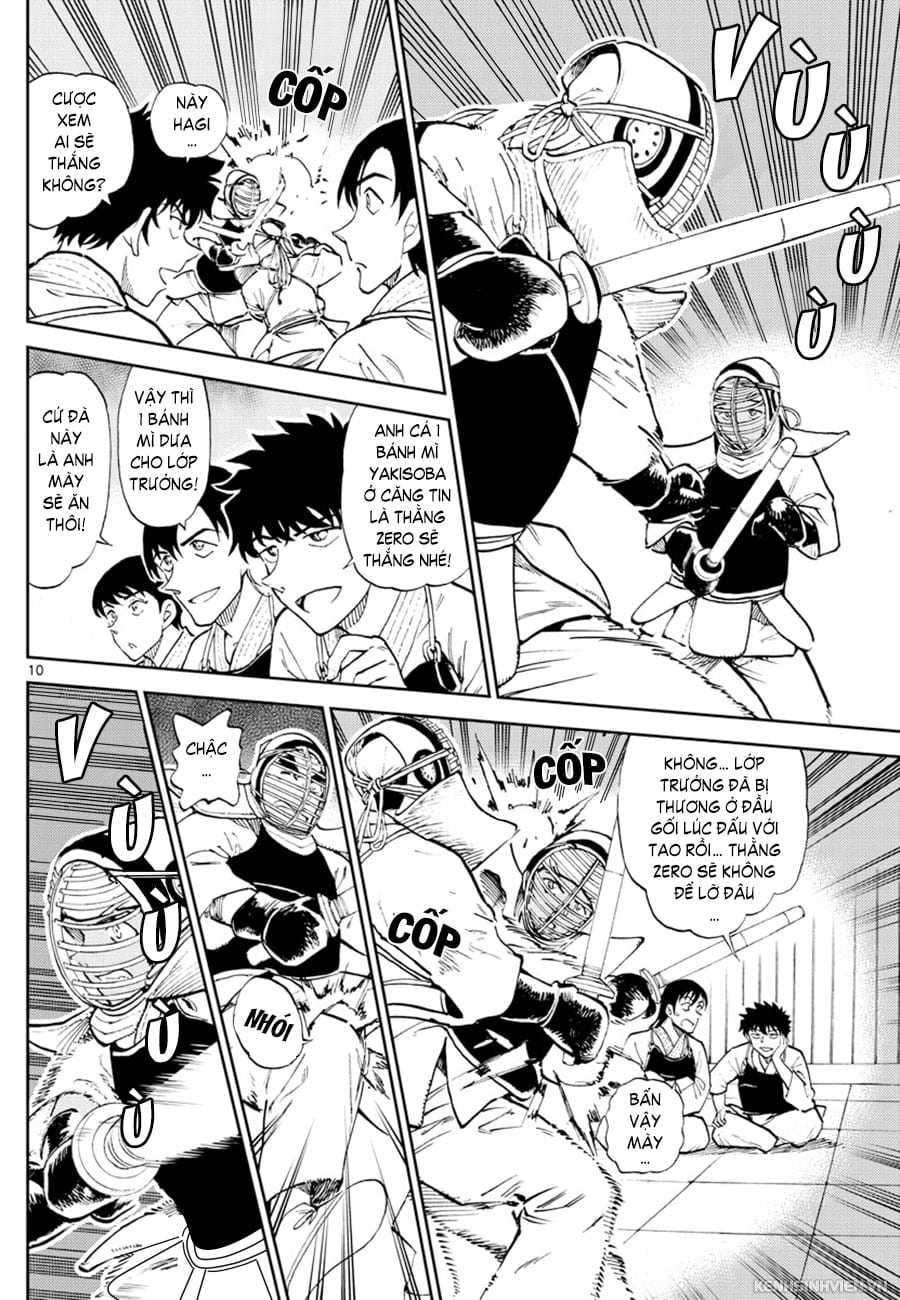 CƯỢC
XEM
AI SẼ
THẮNG
KHÔNG?
NÀY
HAGI
...
CỐP
VÙÙÙÙ
CỨ ĐÀ
NÀY
LÀ ANH
MÀY
SẼ ĂN
THÔI!
VẬY THÌ
1 BÁNH
MÌ DƯA
CHO LỚP
TRƯỞNG!
ANH CÁ 1
BÁNH MÌ
YAKISOBA
Ở CĂNG TIN
LÀ THẰNG
ZERO SẼ
THẮNG NHÉ!
10
VÙÙÙ
CHẬC
...
CỐP
KHÔNG... LỚP
TRƯỞNG ĐÃ BỊ
THƯƠNG Ở ĐẦU
GỐI LÚC ĐẤU VỚI
TAO RỒI... THẰNG
ZERO SẼ KHÔNG
ĐỂ LỠ ĐÂU
...
CỐP
NHÓI
BẨN
VẬY
MÀY
...
KENHSINHVIEN.VN